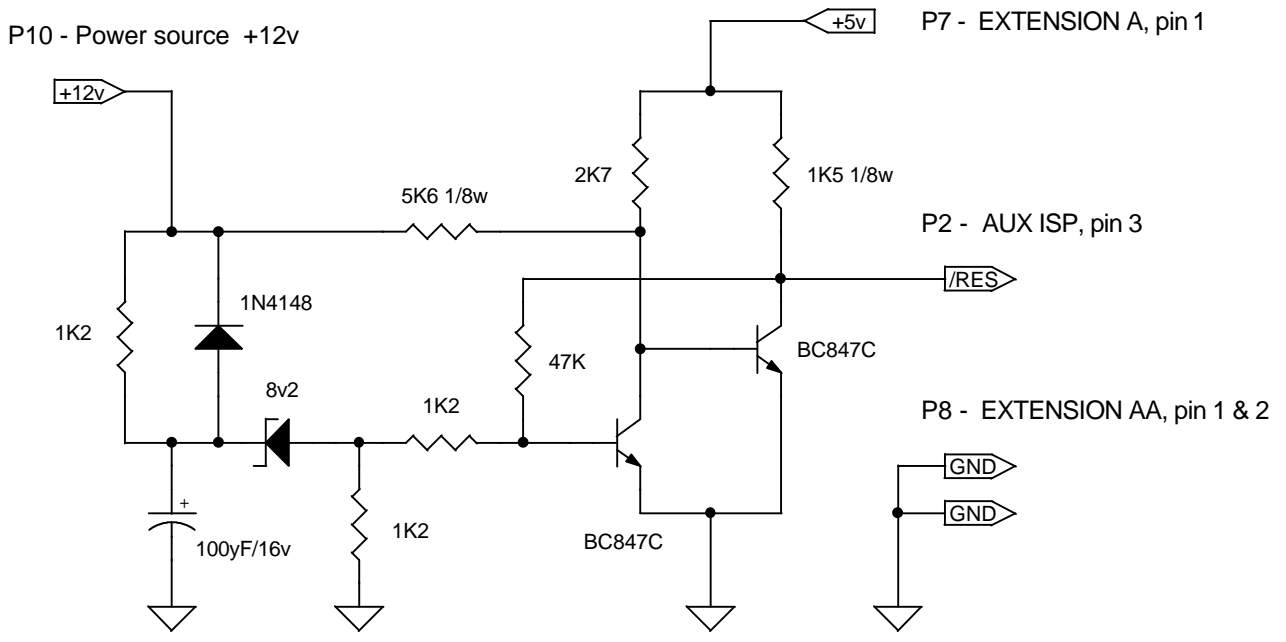 P10 - Power source +12v
+5v
P7 - EXTENSION A, pin 1
+12v
2K7
1K5 1/8w
5K6 1/8w
P2 - AUX ISP, pin 3
/RES
1N4148
1K2
47K
BC847C
8v2
1K2
P8 - EXTENSION AA, pin 1 & 2
GND
+
GND
1K2
100yF/16v
BC847C